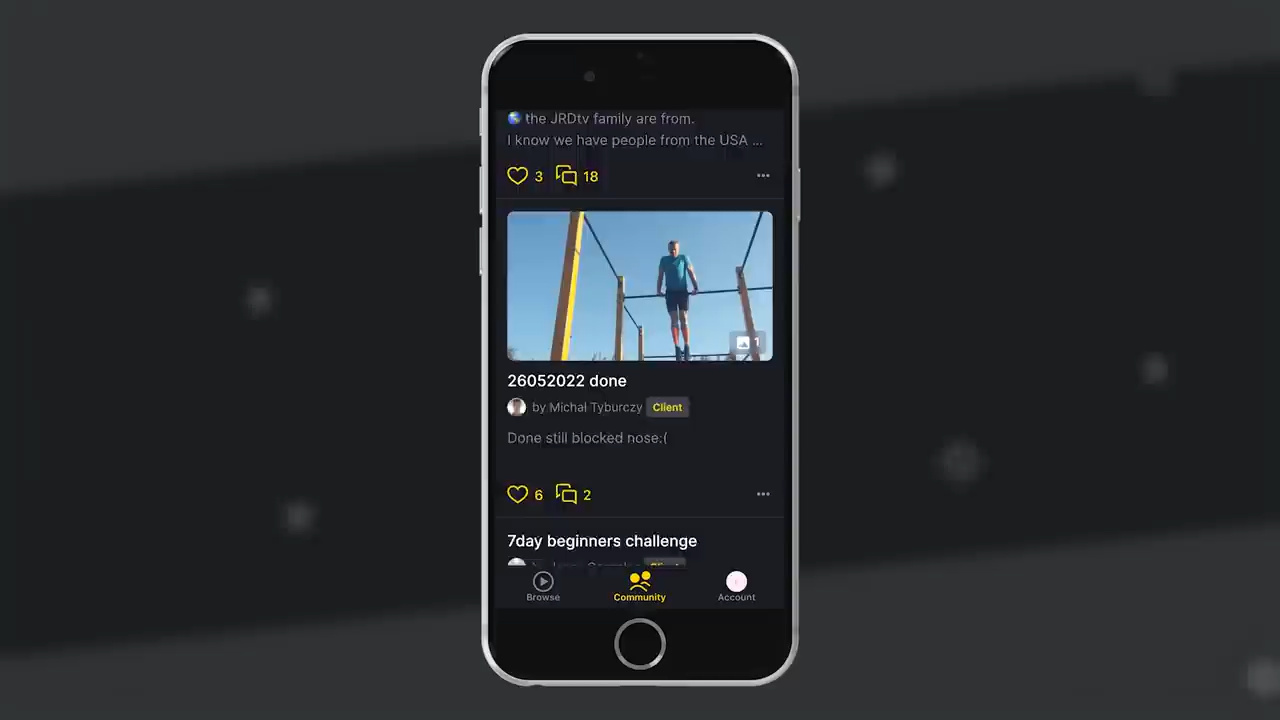 the JRDtv family are from.
I know we have people from the USA ...
3 18
1
26052022 done
by Michał Tyburczy Client
Done still blocked nose:(
6 2
7day beginners challenge
Client
Browse Community Account